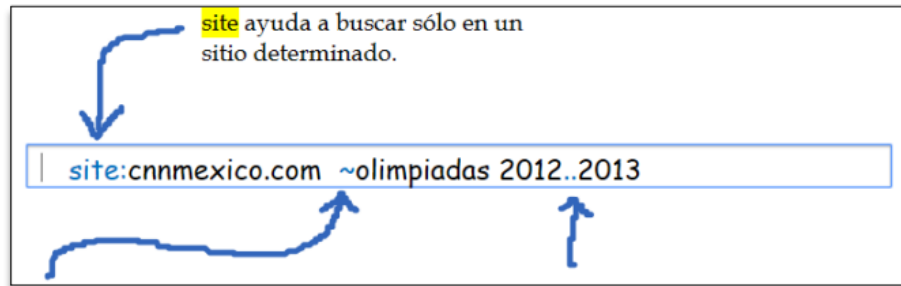 site ayuda a buscar sólo en un
sitio determinado.
site:cnnmexico.com ~olimpiadas 2012..2013